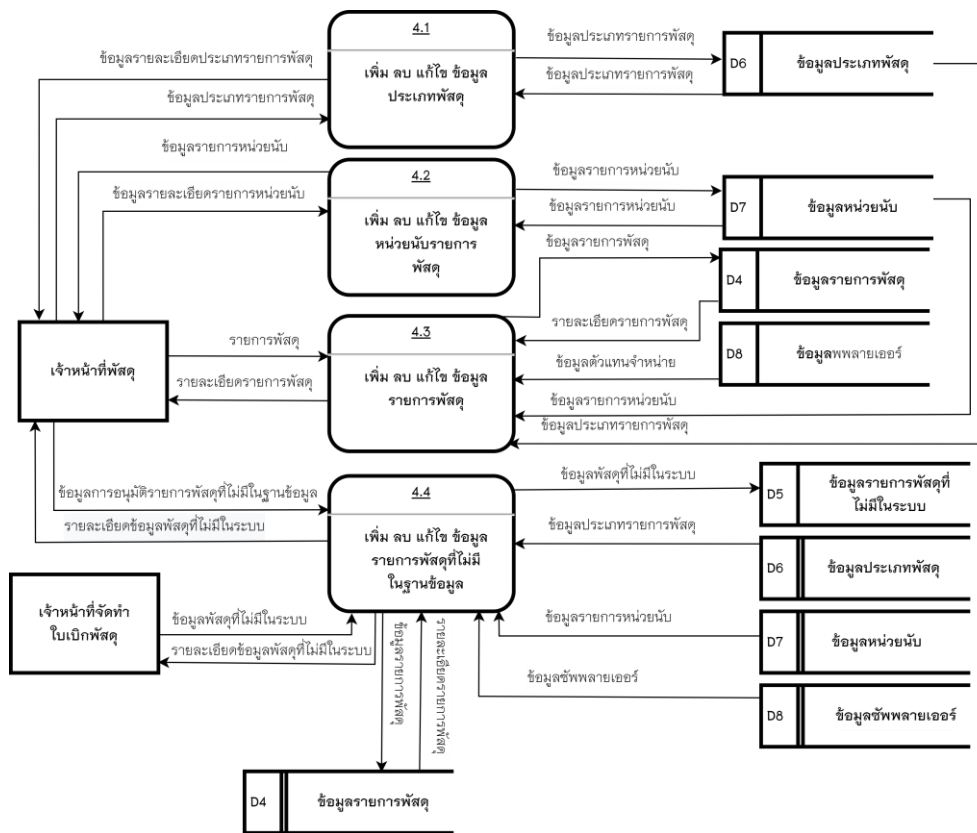 4.1
เพิ่ม ลบ แก้ไข ข้อมูล
ประเภทพัสดุ
ข้อมูลรายละเอียดประเภทรายการพัสดุ
ข้อมูลประเภทรายการพัสดุ
ข้อมูลประเภทรายการพัสดุ
ข้อมูลประเภทรายการพัสดุ
D6
ข้อมูลประเภทพัสดุ
ข้อมูลรายการหน่วยนับ
ข้อมูลรายละเอียดรายการหน่วยนับ
4.2
เพิ่ม ลบ แก้ไข ข้อมูล
หน่วยนับรายการ
พัสดุ
ข้อมูลรายการหน่วยนับ
ข้อมูลรายการหน่วยนับ
D7
ข้อมูลหน่วยนับ
ข้อมูลรายการพัสดุ
D4
ข้อมูลรายการพัสดุ
เจ้าหน้าที่พัสดุ
รายการพัสดุ
รายละเอียดรายการพัสดุ
4.3
เพิ่ม ลบ แก้ไข ข้อมูล
รายการพัสดุ
รายละเอียดรายการพัสดุ
ข้อมูลตัวแทนจำหน่าย
D8
ข้อมูลพพลายเออร์
ข้อมูลรายการหน่วยนับ
ข้อมูลประเภทรายการพัสดุ
ข้อมูลการอนุมัติรายการพัสดุที่ไม่มีในฐานข้อมูล
รายละเอียดข้อมูลพัสดุที่ไม่มีในระบบ
4.4
เพิ่ม ลบ แก้ไข ข้อมูล
รายการพัสดุที่ไม่มี
ในฐานข้อมูล
ข้อมูลพัสดุที่ไม่มีในระบบ
D5
ข้อมูลรายการพัสดุที่
ไม่มีในระบบ
ข้อมูลประเภทรายการพัสดุ
D6
ข้อมูลประเภทพัสดุ
เจ้าหน้าที่จัดทำ
ใบเบิกพัสดุ
ข้อมูลพัสดุที่ไม่มีในระบบ
รายละเอียดข้อมูลพัสดุที่ไม่มีในระบบ
ข้อมูลรายการพัสดุ
รายละเอียดรายการพัสดุ
ข้อมูลรายการหน่วยนับ
D7
ข้อมูลหน่วยนับ
ข้อมูลซัพพลายเออร์
D8
ข้อมูลซัพพลายเออร์
D4
ข้อมูลรายการพัสดุ